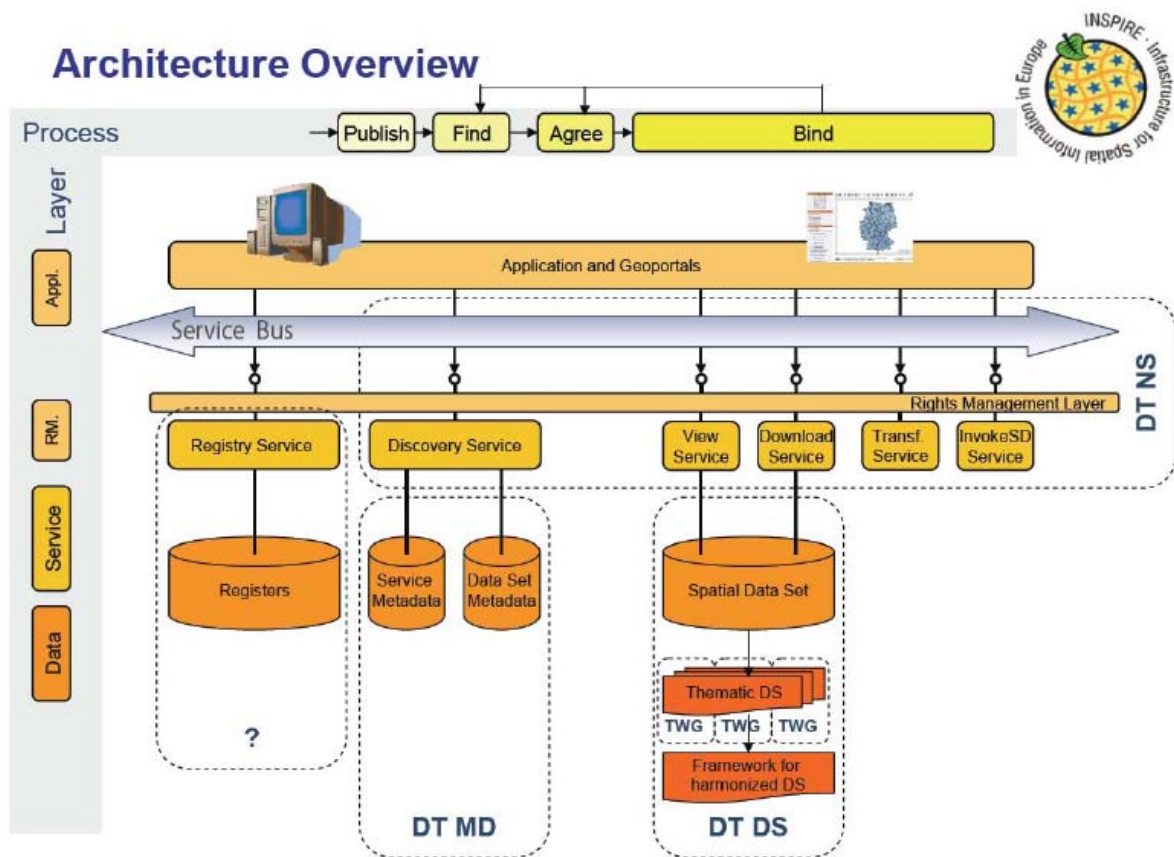 Architecture Overview
INSPIRE · Infrastructure for Spatial Information in Europe
Process
Publish
Find
Agree
Bind
Layer
Appl.
Application and Geoportals
Service Bus
DT NS
RM.
Rights Management Layer
Registry Service
Discovery Service
View
Service
Download
Service
Transf.
Service
InvokeSD
Service
Service
Data
Registers
Service
Metadata
Data Set
Metadata
Spatial Data Set
Thematic DS
TWG
TWG
TWG
?
Framework for
harmonized DS
DT MD
DT DS